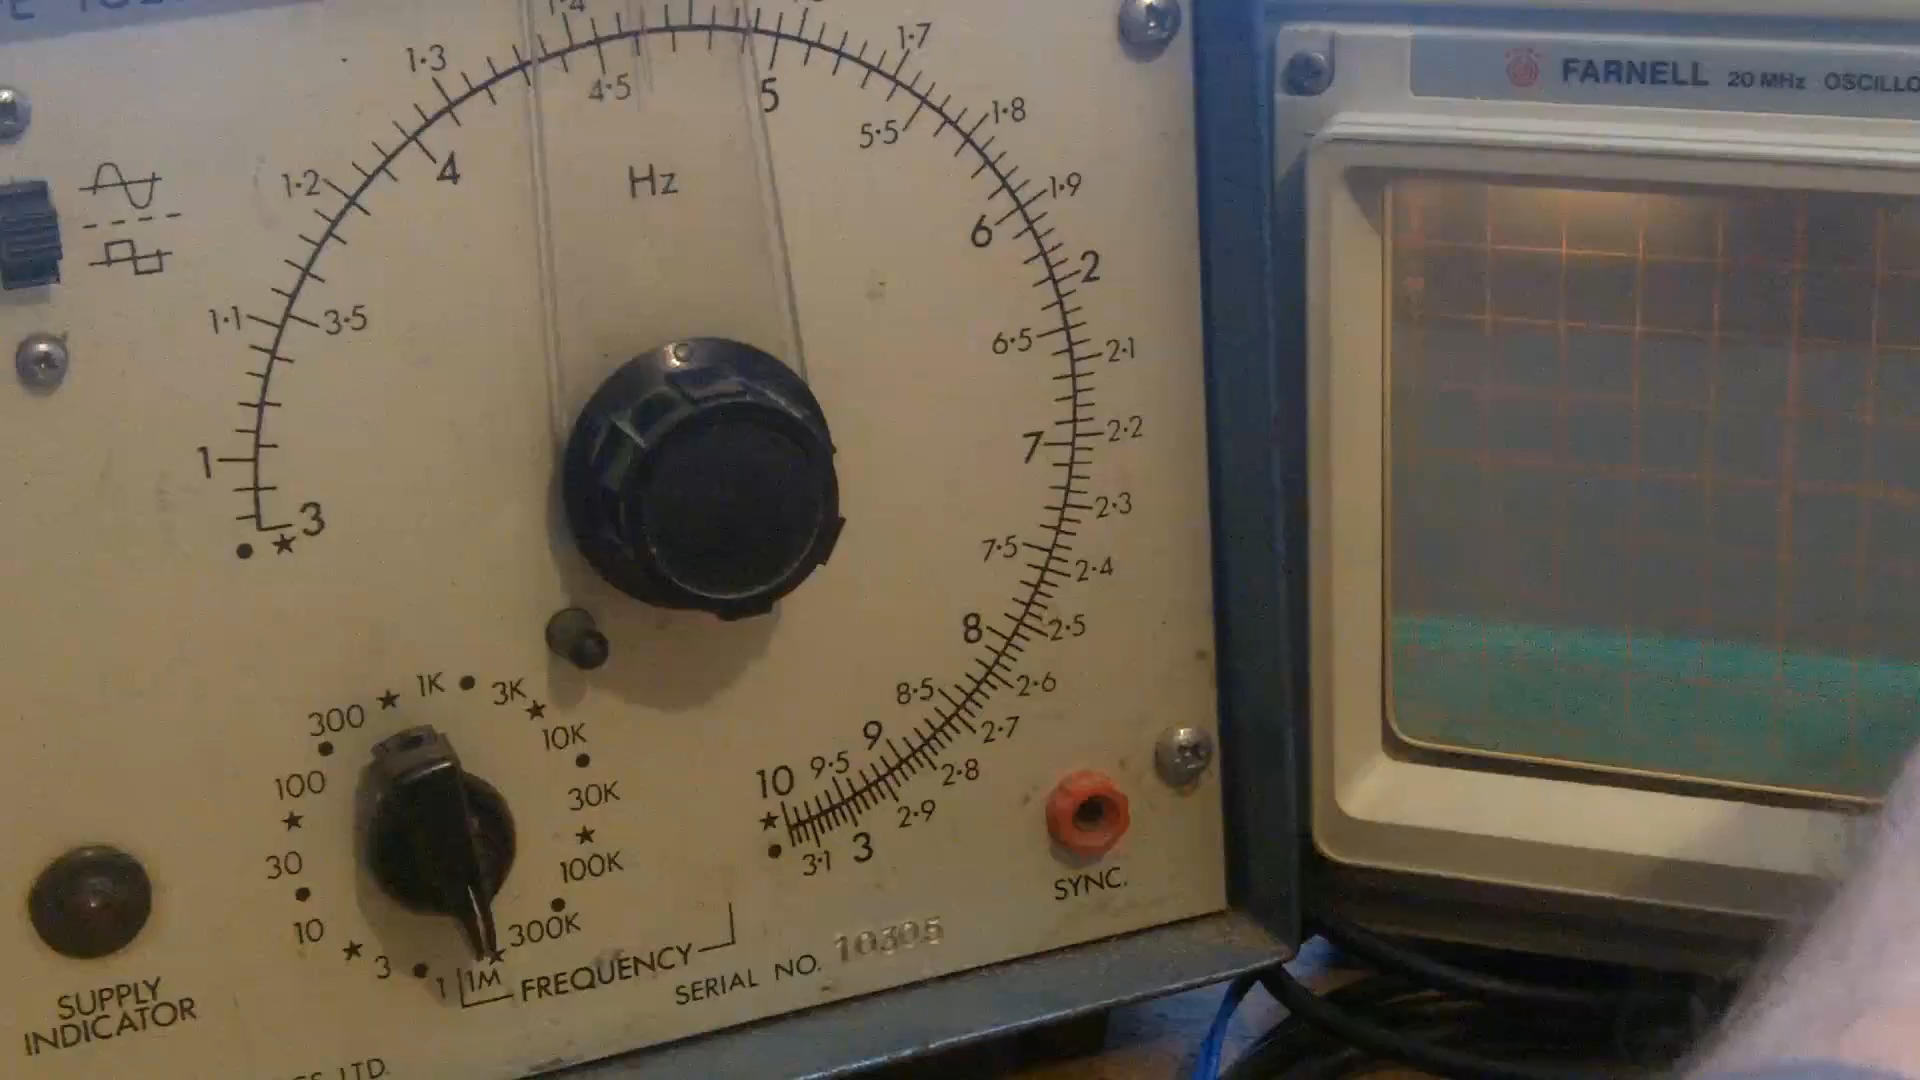 1·3
4·5
5
1·7
5·5
1·8
4
1·2
Hz
1·9
6
2
1·1
3·5
6·5
2·1
1
7
2·2
3
2·3
7·5
2·4
8
2·5
8·5
2·6
9
2·7
10
9·5
2·8
2·9
3·1
3
1K
3K
300
10K
100
30K
30
100K
10
300K
3
1
1M
FREQUENCY
SYNC.
SERIAL NO. 10305
SUPPLY
INDICATOR
LTD.
FARNELL 20 MHz